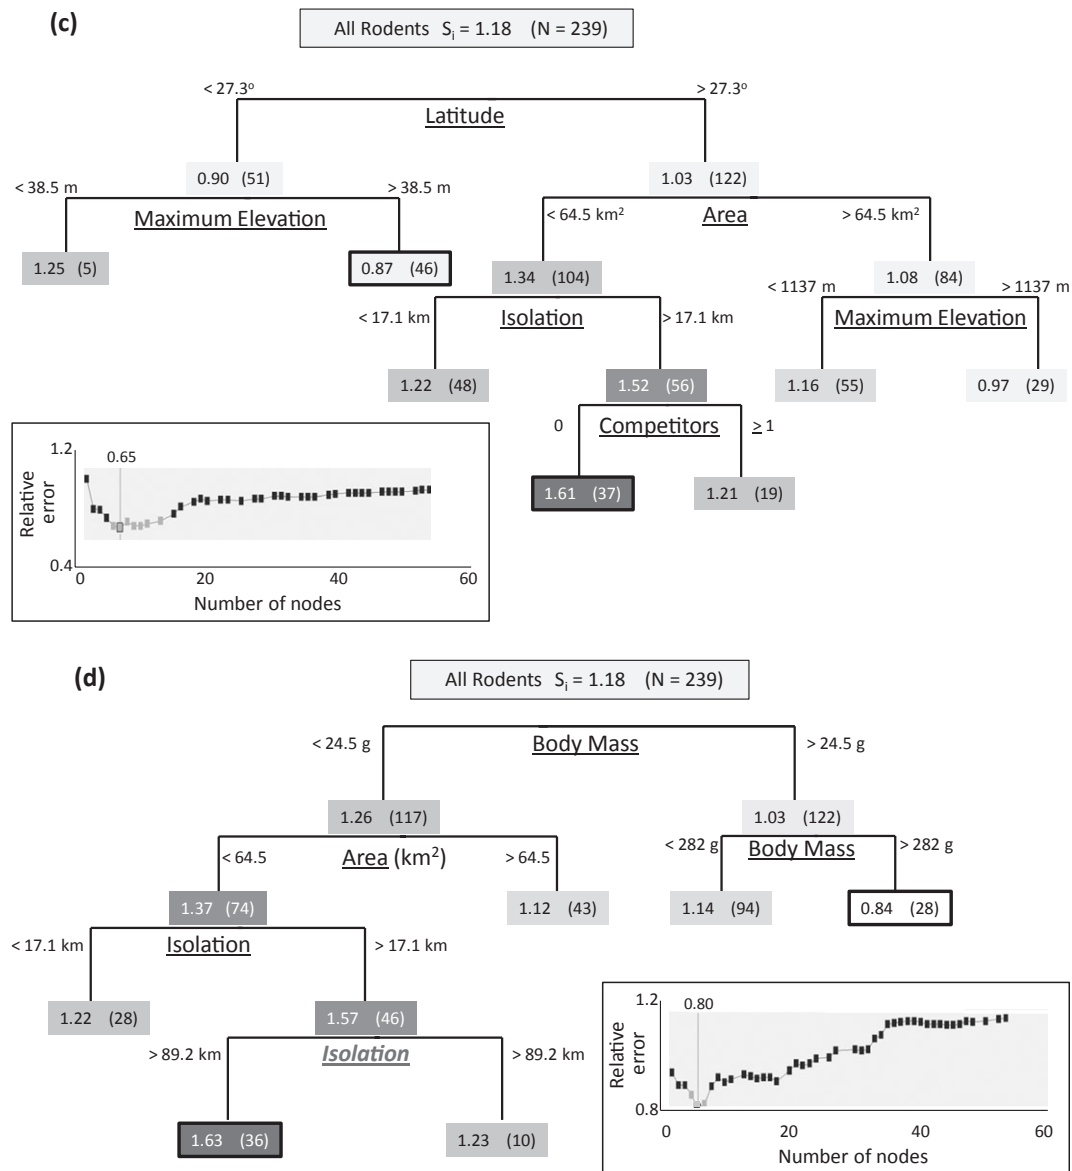 (c)
All Rodents Si = 1.18 (N = 239)
< 27.3o
> 27.3o
Latitude
0.90 (51)
1.03 (122)
< 38.5 m
> 38.5 m
Maximum Elevation
< 64.5 km2
> 64.5 km2
Area
1.25 (5)
0.87 (46)
1.34 (104)
1.08 (84)
< 17.1 km
> 17.1 km
Isolation
< 1137 m
> 1137 m
Maximum Elevation
1.22 (48)
1.52 (56)
1.16 (55)
0.97 (29)
0
≥ 1
Competitors
1.61 (37)
1.21 (19)
1.2
0.65
Relative
error
0.4
0 20 40 60
Number of nodes
(d)
All Rodents Si = 1.18 (N = 239)
< 24.5 g
> 24.5 g
Body Mass
1.26 (117)
1.03 (122)
< 64.5
> 64.5
Area (km2)
< 282 g
> 282 g
Body Mass
1.37 (74)
1.12 (43)
1.14 (94)
0.84 (28)
< 17.1 km
> 17.1 km
Isolation
1.22 (28)
1.57 (46)
> 89.2 km
> 89.2 km
Isolation
1.63 (36)
1.23 (10)
1.2
0.80
Relative
error
0.8
0 20 40 60
Number of nodes